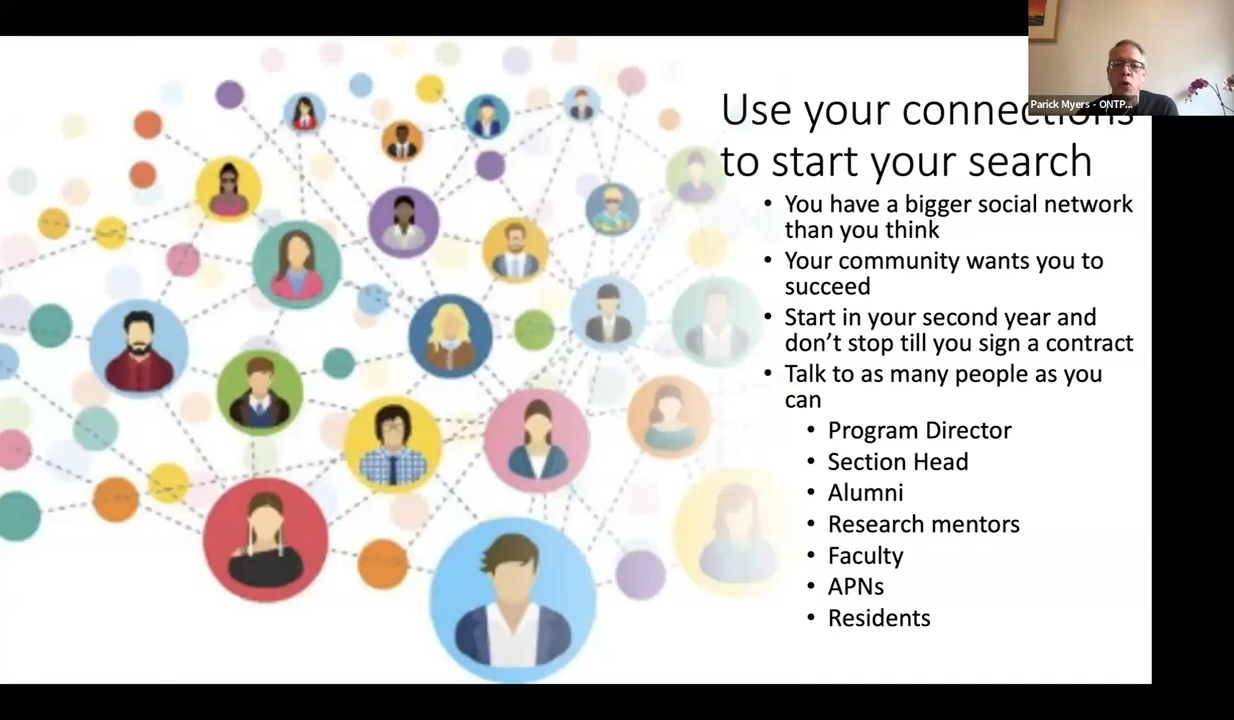 Use your connections
to start your search
Parick Myers - ONTP...
• You have a bigger social network
than you think
• Your community wants you to
succeed
• Start in your second year and
don’t stop till you sign a contract
• Talk to as many people as you
can
• Program Director
• Section Head
• Alumni
• Research mentors
• Faculty
• APNs
• Residents